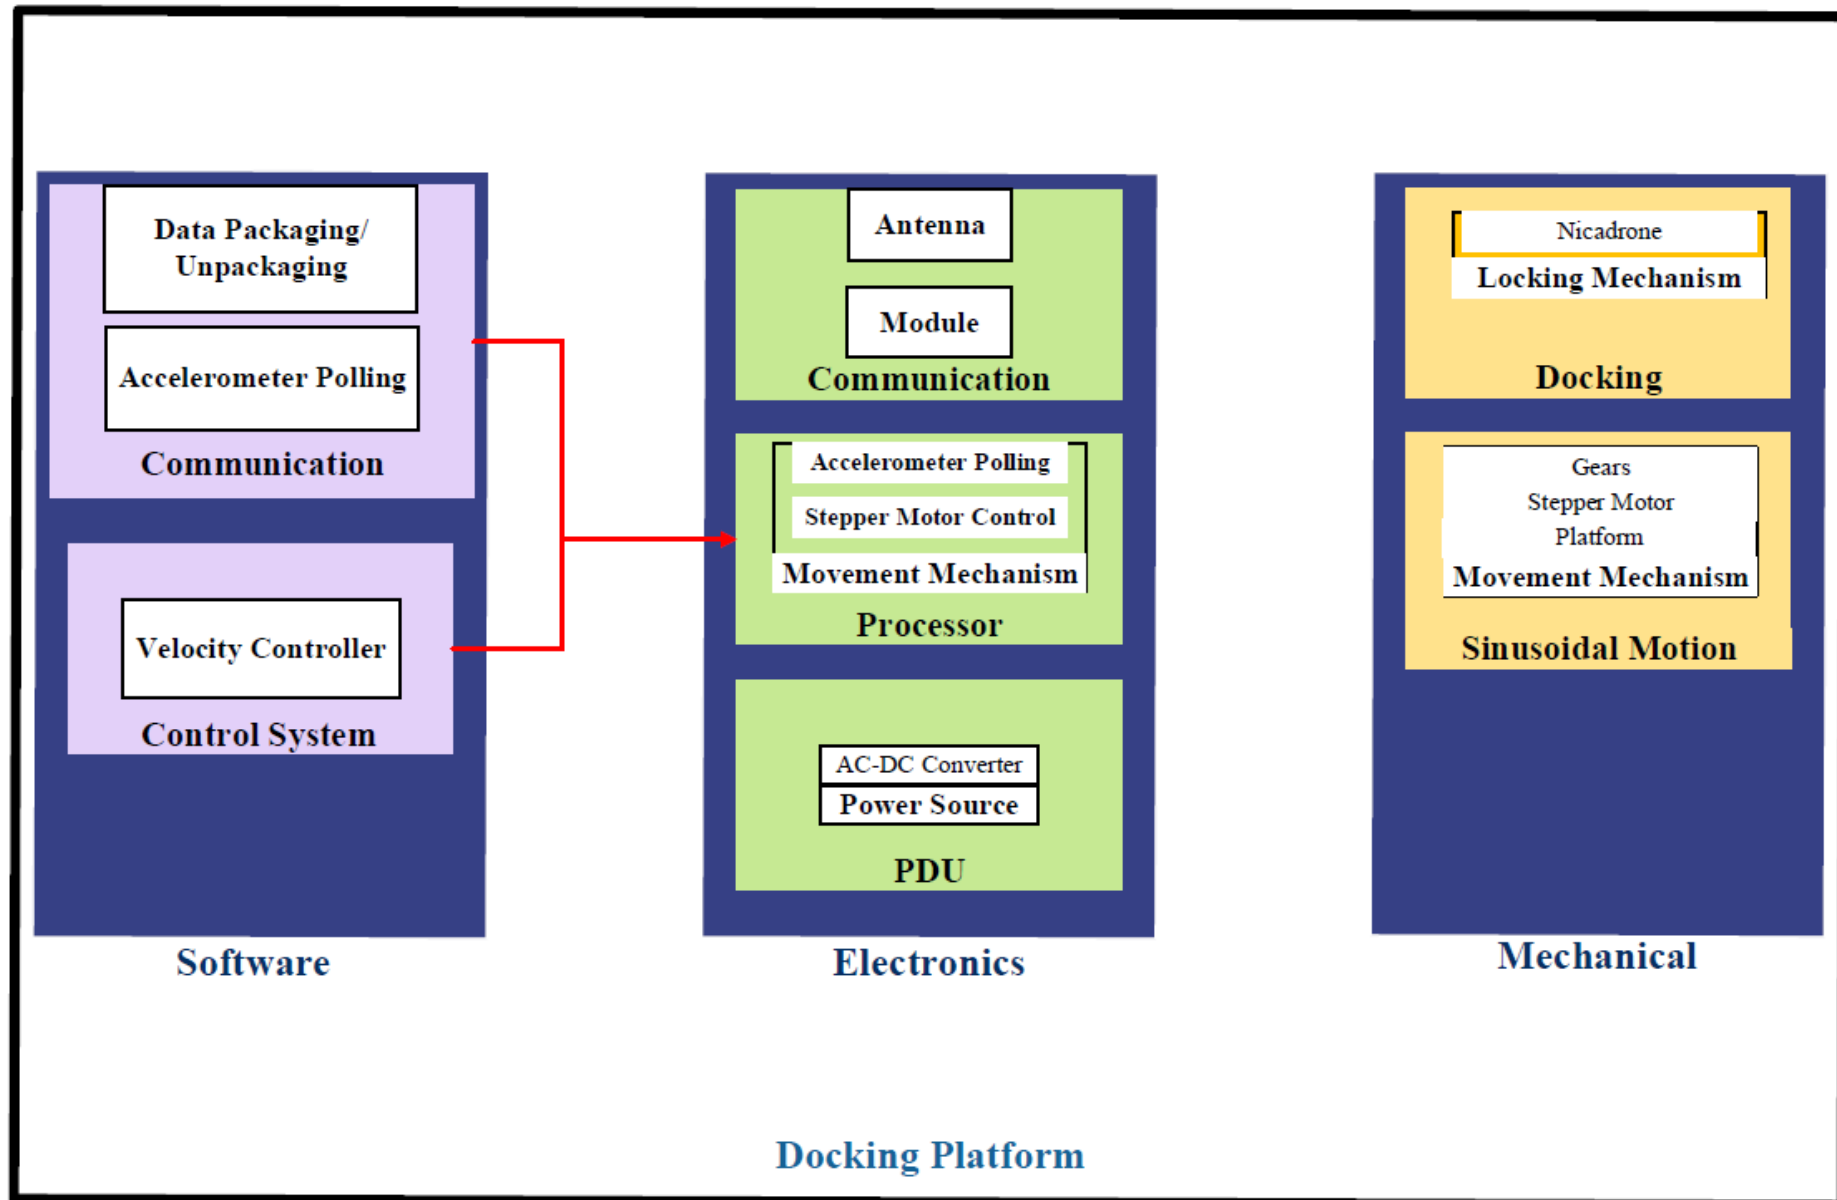 Data Packaging/
Unpackaging
Accelerometer Polling
Communication
Velocity Controller
Control System
Software
Antenna
Module
Communication
Accelerometer Polling
Stepper Motor Control
Movement Mechanism
Processor
AC-DC Converter
Power Source
PDU
Electronics
Nicadrone
Locking Mechanism
Docking
Gears
Stepper Motor
Platform
Movement Mechanism
Sinusoidal Motion
Mechanical
Docking Platform